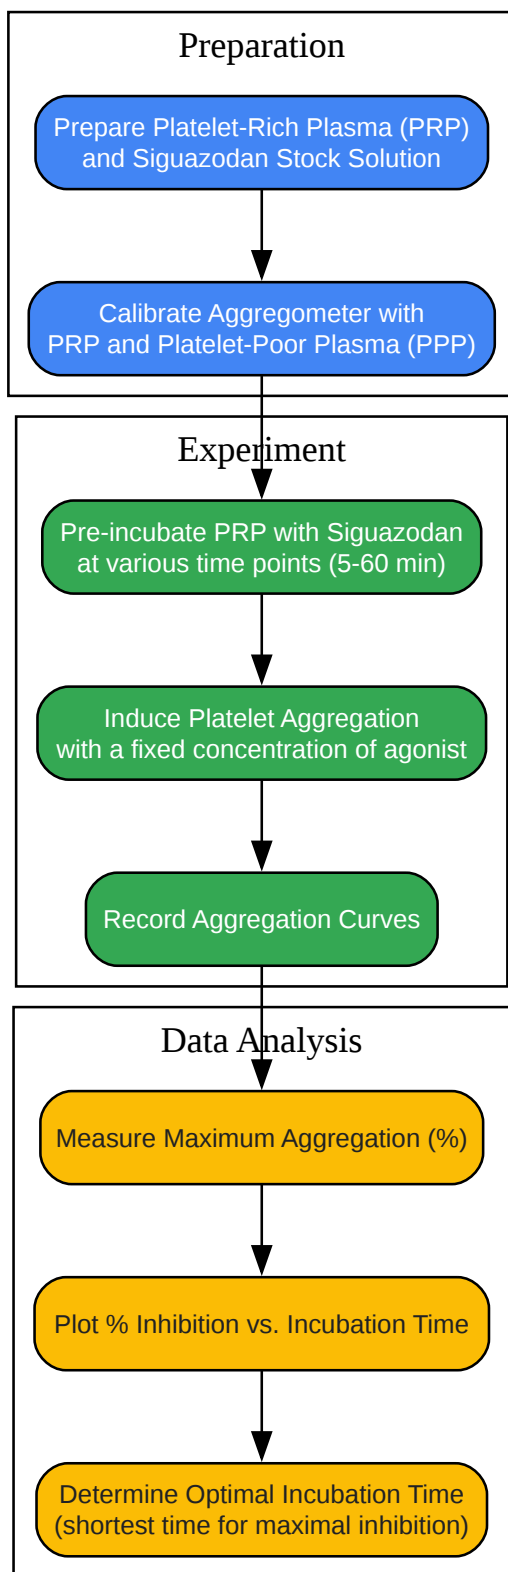 Preparation
Prepare Platelet-Rich Plasma (PRP)
and Siguazodan Stock Solution
Calibrate Aggregometer with
PRP and Platelet-Poor Plasma (PPP)
Experiment
Pre-incubate PRP with Siguazodan
at various time points (5-60 min)
Induce Platelet Aggregation
with a fixed concentration of agonist
Record Aggregation Curves
Data Analysis
Measure Maximum Aggregation (%)
Plot % Inhibition vs. Incubation Time
Determine Optimal Incubation Time
(shortest time for maximal inhibition)